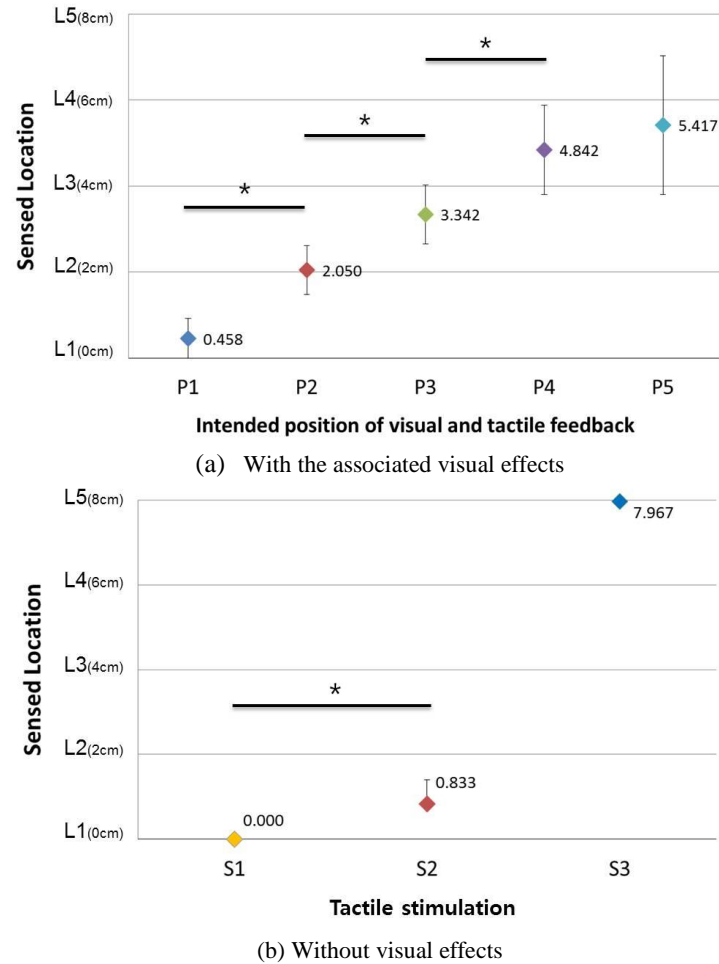 L5(8cm)
*
L4(6cm)
*
5.417
4.842
L3(4cm)
*
3.342
L2(2cm)
2.050
0.458
L1(0cm)
Sensed Location
P1 P2 P3 P4 P5
Intended position of visual and tactile feedback
(a) With the associated visual effects
L5(8cm)
7.967
L4(6cm)
L3(4cm)
*
L2(2cm)
0.833
0.000
L1(0cm)
Sensed Location
S1 S2 S3
Tactile stimulation
(b) Without visual effects